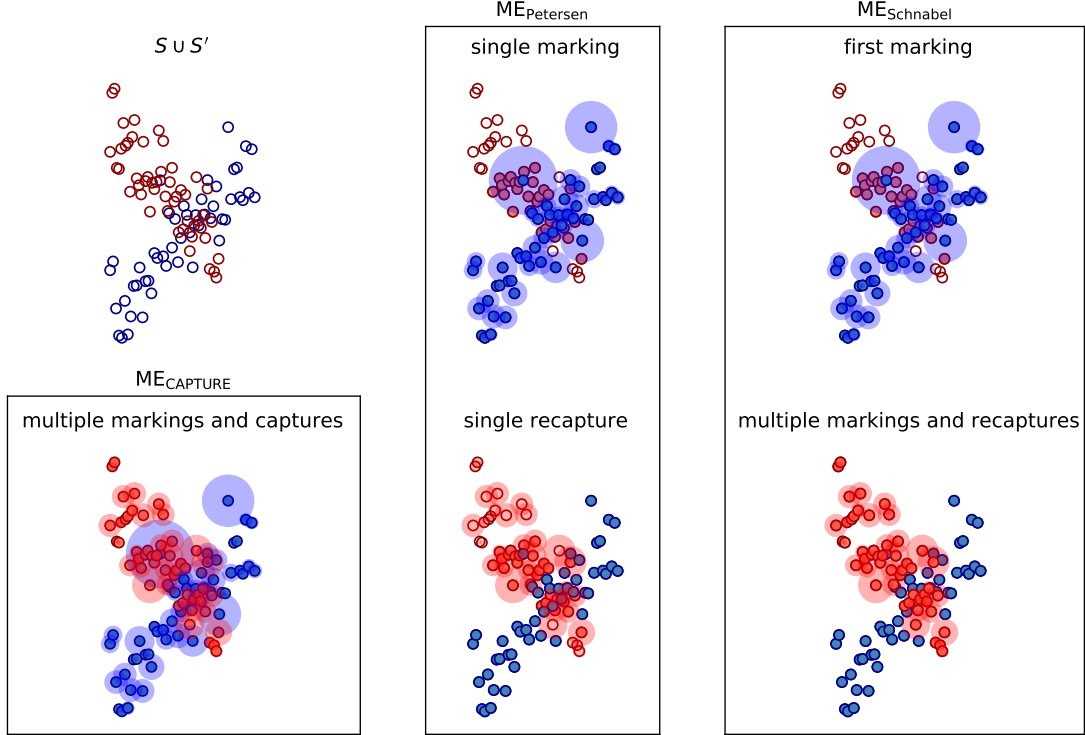 ME_Petersen
ME_Schnabel
S ∪ S′
single marking
first marking
ME_CAPTURE
multiple markings and captures
single recapture
multiple markings and recaptures